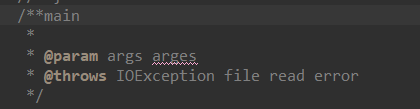 /**main
*
* @param args arges
* @throws IOException file read error
*/